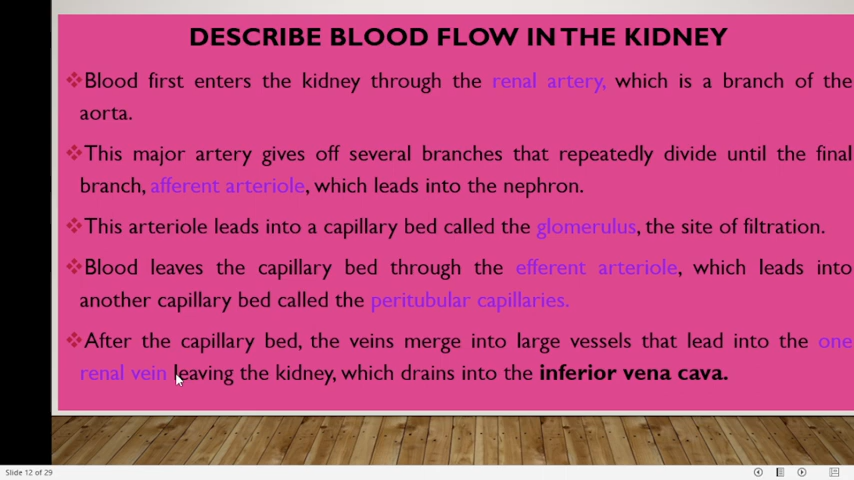 DESCRIBE BLOOD FLOW IN THE KIDNEY
❖Blood first enters the kidney through the renal artery, which is a branch of the
aorta.
❖This major artery gives off several branches that repeatedly divide until the final
branch, afferent arteriole, which leads into the nephron.
❖This arteriole leads into a capillary bed called the glomerulus, the site of filtration.
❖Blood leaves the capillary bed through the efferent arteriole, which leads into
another capillary bed called the peritubular capillaries.
❖After the capillary bed, the veins merge into large vessels that lead into the one
renal vein leaving the kidney, which drains into the inferior vena cava.
Slide 12 of 29